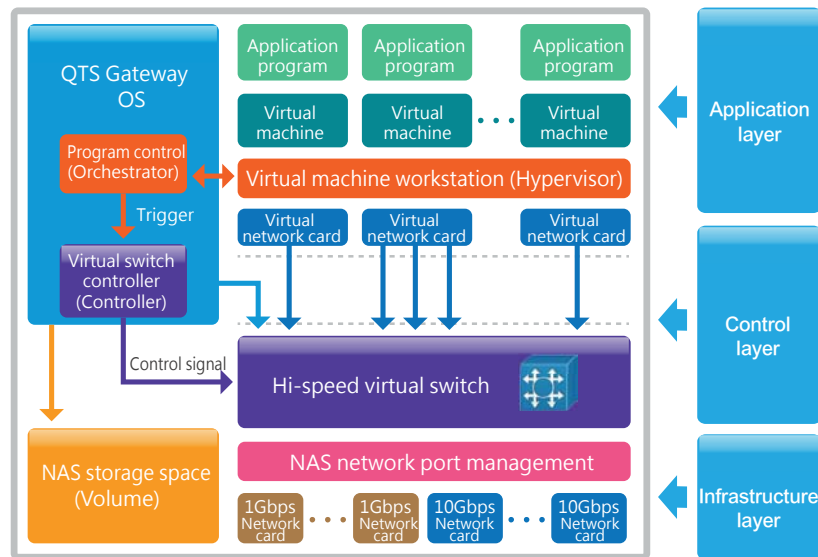 QTS Gateway
OS
Program control
(Orchestrator)
Trigger
Virtual switch
controller
(Controller)
Control signal
NAS storage space
(Volume)
Application
program
Application
program
Application
program
Virtual
machine
Virtual
machine
Virtual
machine
Virtual machine workstation (Hypervisor)
Virtual
network card
Virtual
network card
Virtual
network card
Hi-speed virtual switch
NAS network port management
1Gbps
Network
card
1Gbps
Network
card
10Gbps
Network
card
10Gbps
Network
card
Application
layer
Control
layer
Infrastructure
layer